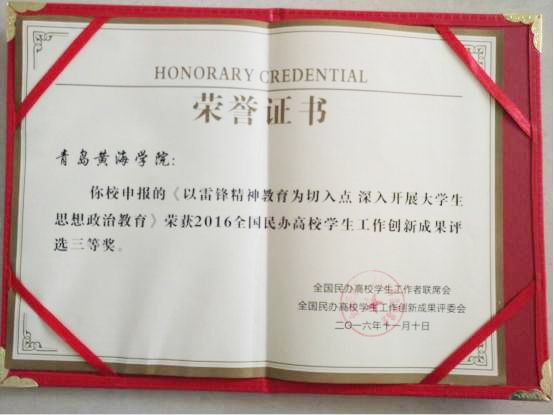 HONORARY CREDENTIAL
荣誉证书
青岛黄海学院：
你校申报的《以雷锋精神教育为切入点 深入开展大学生
思想政治教育》荣获2016全国民办高校学生工作创新成果评
选三等奖。
全国民办高校学生工作者联席会
全国民办高校学生工作创新成果评委会
二〇一六年十一月十日